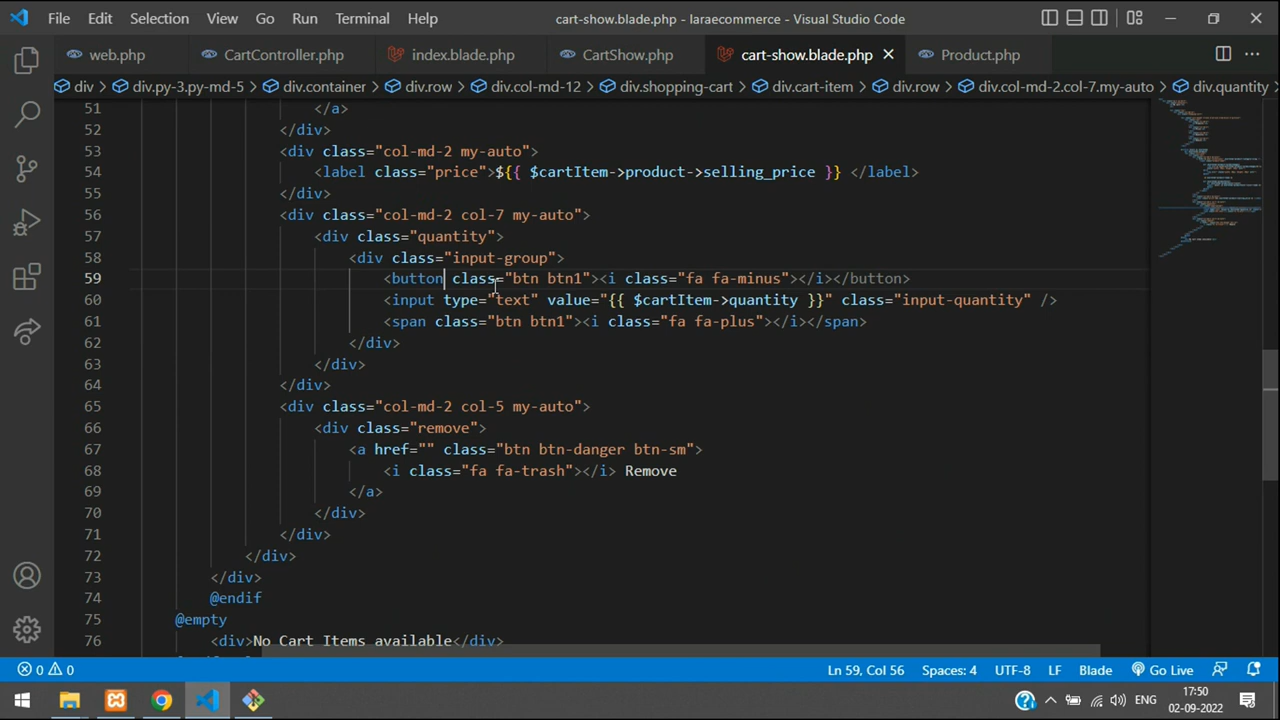 File Edit Selection View Go Run Terminal Help cart-show.blade.php - laraecommerce - Visual Studio Code
web.php CartController.php index.blade.php CartShow.php cart-show.blade.php Product.php
div div.py-3.py-md-5 div.container div.row div.col-md-12 div.shopping-cart div.cart-item div.row div.col-md-2.col-7.my-auto div.quantity
51 </a>
52 </div>
53 <div class="col-md-2 my-auto">
54 <label class="price">${{ $cartItem->product->selling_price }} </label>
55 </div>
56 <div class="col-md-2 col-7 my-auto">
57 <div class="quantity">
58 <div class="input-group">
59 <button class="btn btn1"><i class="fa fa-minus"></i></button>
60 <input type="text" value="{{ $cartItem->quantity }}" class="input-quantity" />
61 <span class="btn btn1"><i class="fa fa-plus"></i></span>
62 </div>
63 </div>
64 </div>
65 <div class="col-md-2 col-5 my-auto">
66 <div class="remove">
67 <a href="" class="btn btn-danger btn-sm">
68 <i class="fa fa-trash"></i> Remove
69 </a>
70 </div>
71 </div>
72 </div>
73 </div>
74 @endif
75 @empty
76 <div>No Cart Items available</div>
0 0 Ln 59, Col 56 Spaces: 4 UTF-8 LF Blade Go Live
ENG 17:50
02-09-2022